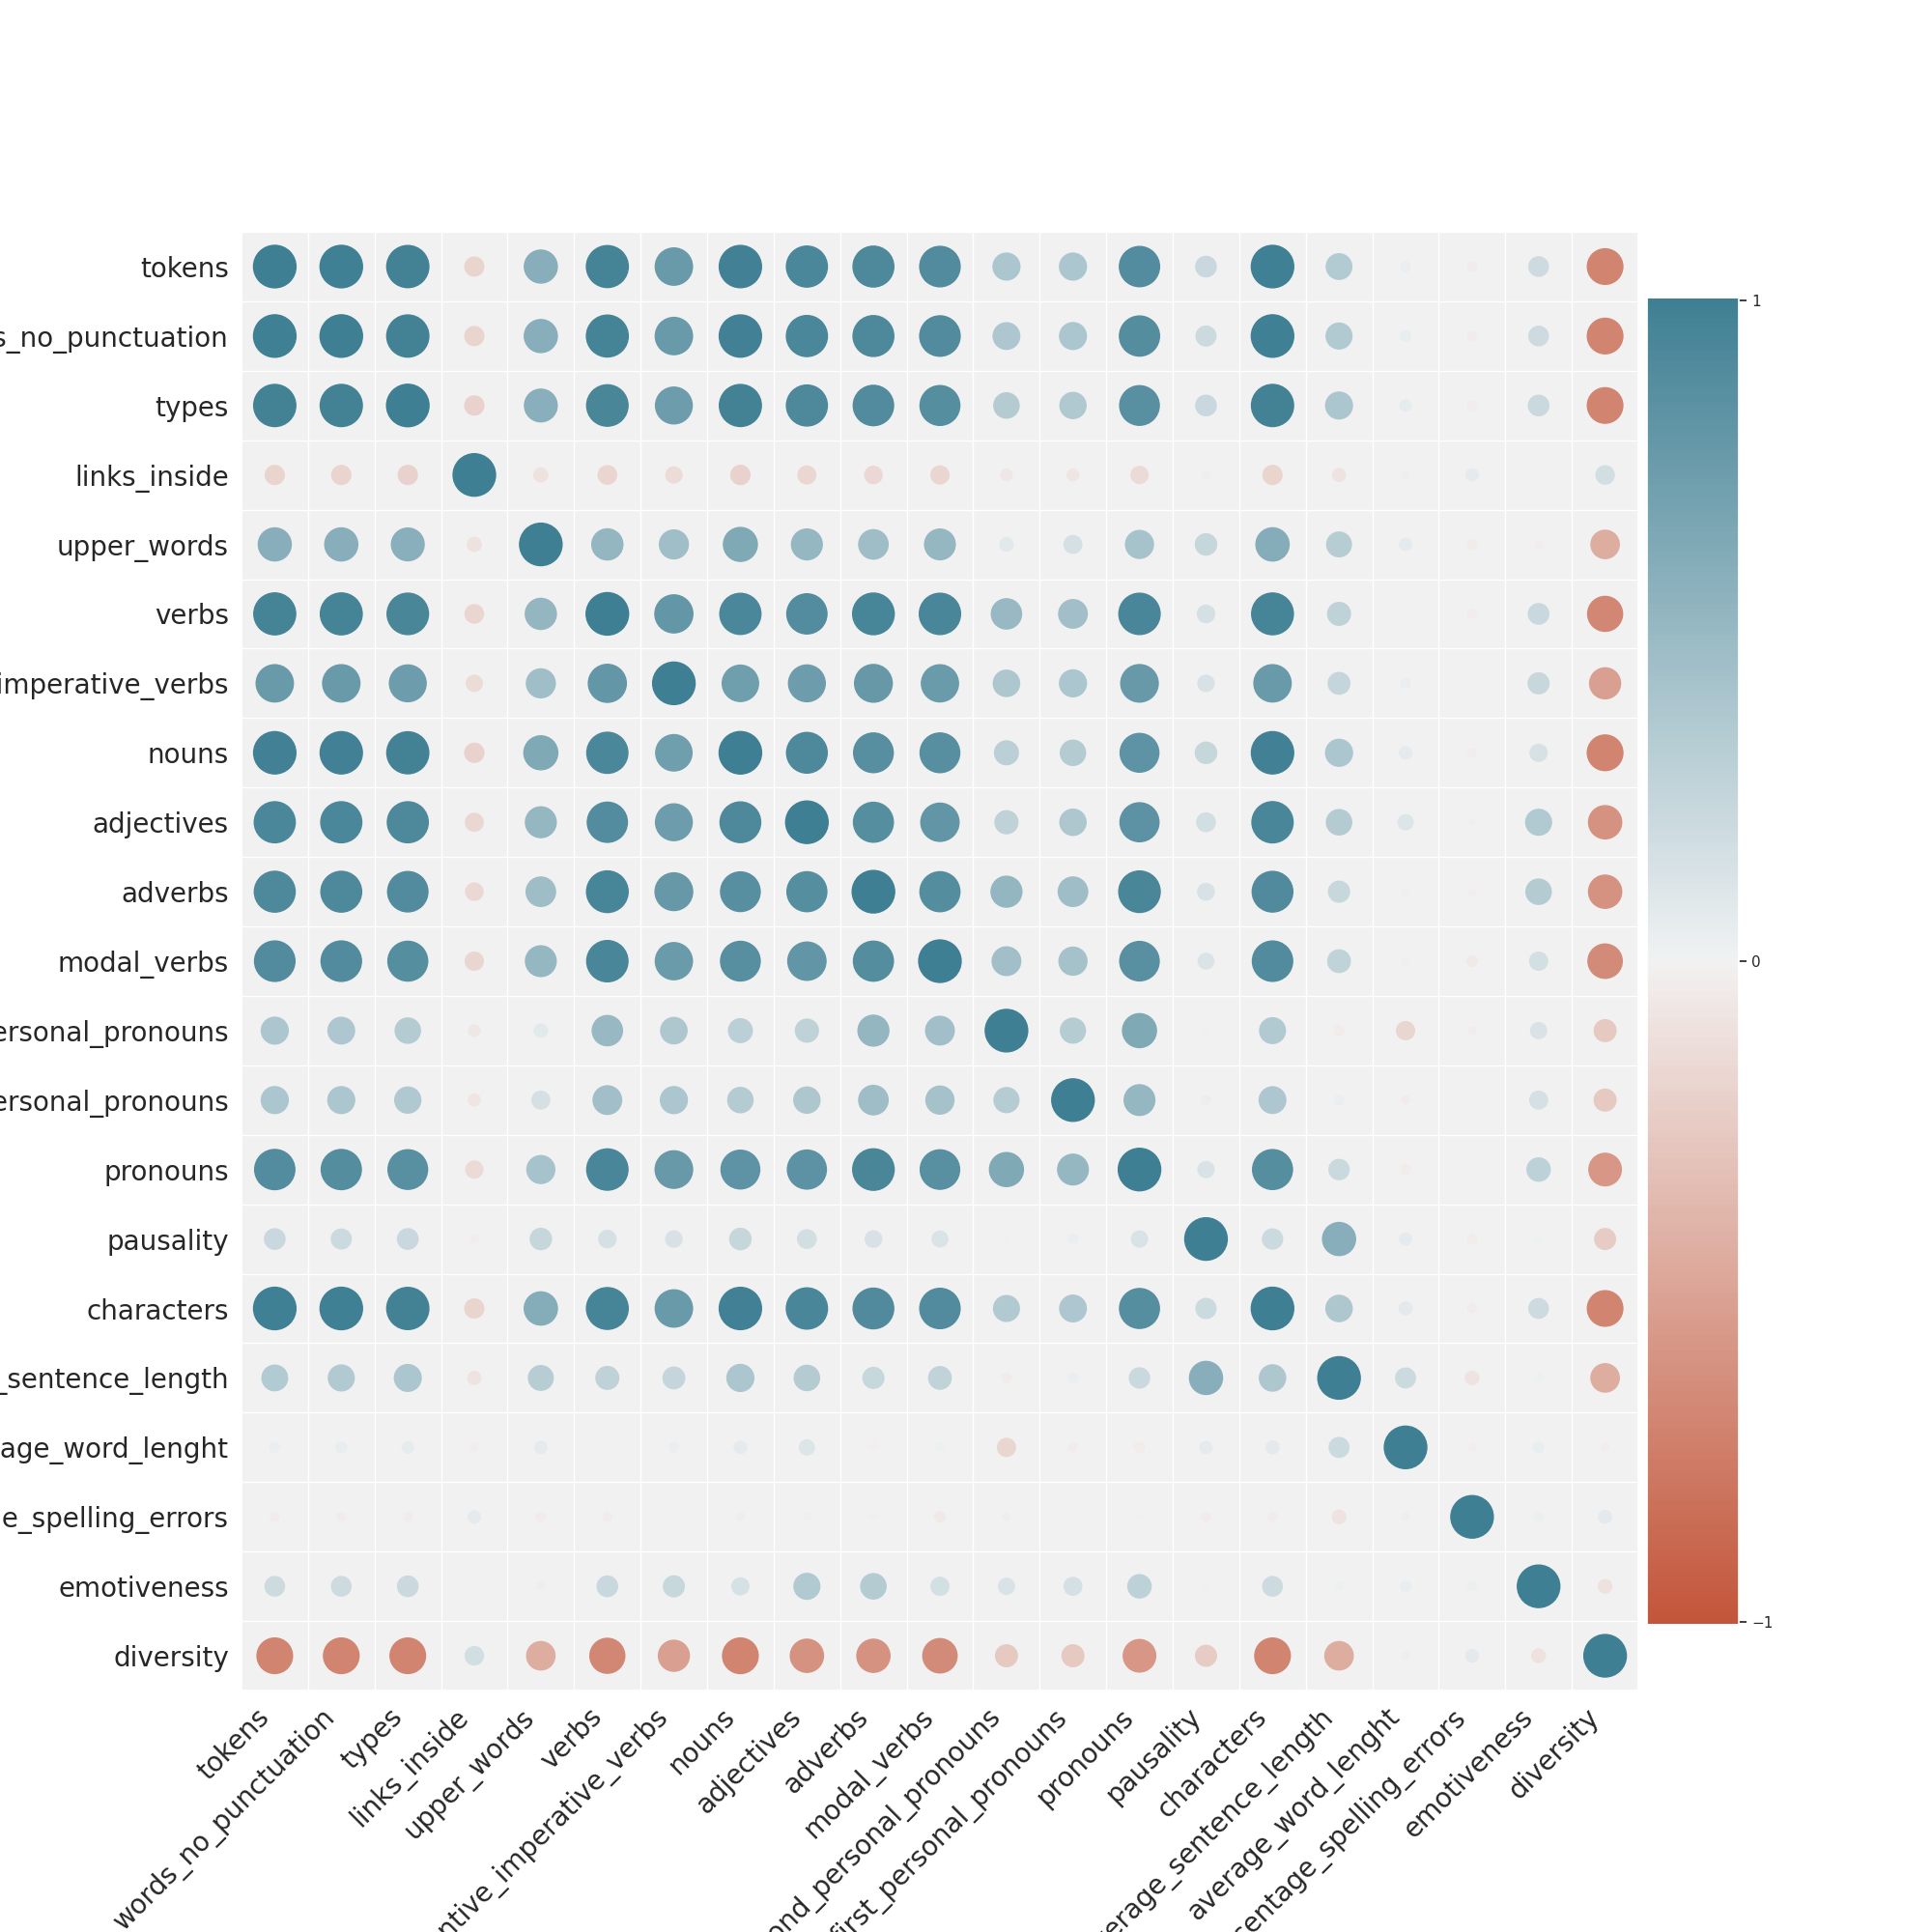 tokens
s_no_punctuation
types
links_inside
upper_words
verbs
imperative_verbs
nouns
adjectives
adverbs
modal_verbs
ersonal_pronouns
ersonal_pronouns
pronouns
pausality
characters
_sentence_length
age_word_lenght
e_spelling_errors
emotiveness
diversity
1
0
−1
tokens
words_no_punctuation
types
links_inside
upper_words
verbs
ntive_imperative_verbs
nouns
adjectives
adverbs
modal_verbs
ond_personal_pronouns
first_personal_pronouns
pronouns
pausality
characters
erage_sentence_length
average_word_lenght
sentage_spelling_errors
emotiveness
diversity